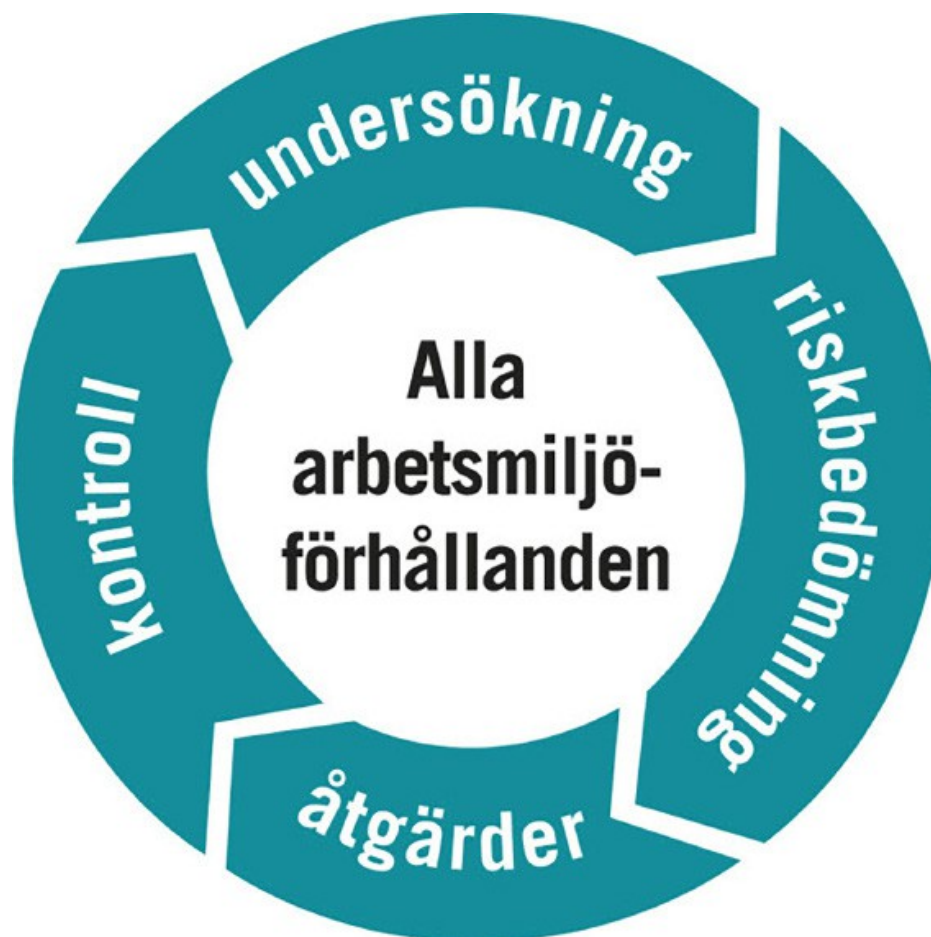 undersökning
riskbedömning
åtgärder
kontroll
Alla
arbetsmiljö-
förhållanden